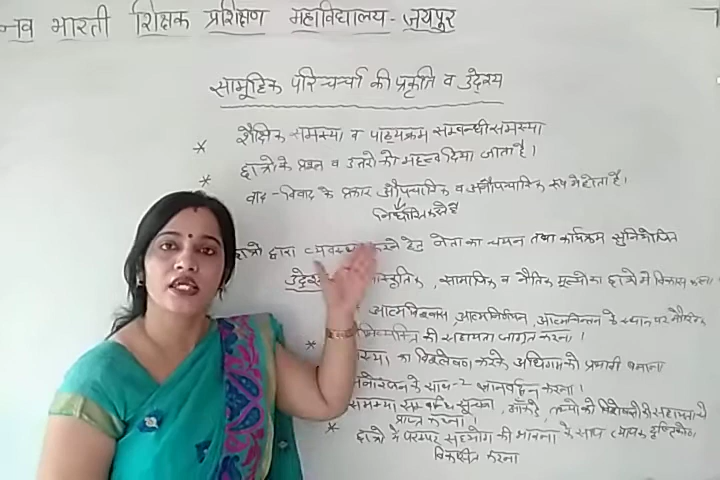 नव भारती शिक्षक प्रशिक्षण महाविद्यालय - जयपुर
सामूहिक परिचर्चा की प्रकृति व उद्देश्य
* शैक्षिक समस्या व पाठ्यक्रम सम्बन्धी समस्या
* छात्रों के प्रश्न व उत्तरों को महत्त्व दिया जाता है।
वाद-विवाद के प्रकार औपचारिक व अनौपचारिक रूप में होता है।
निर्धारित करते है
छात्रों द्वारा व्यवस्था करने हेतु नेता का चयन तथा कार्यक्रम सुनियोजित
उद्देश्य सामाजिक व नैतिक मूल्यों का छात्रों में विकास करना
आत्मविश्वास, आत्मनिर्णयन, आत्मचिन्तन के स्थान पर मौखिक
की सहायता जाग्रत करना।
* का विश्लेषण करके अधिगम को प्रभावी बनाना
मनोरंजन के साथ-2 ज्ञानवर्द्धन करना।
समस्या सम्बन्धि सूचना, आंकड़े, तथ्यों को विशेषज्ञों की सहायता से
प्राप्त करना।
* छात्रों में परस्पर सहयोग की भावना के साथ व्यापक दृष्टिकोण
विकसित करना